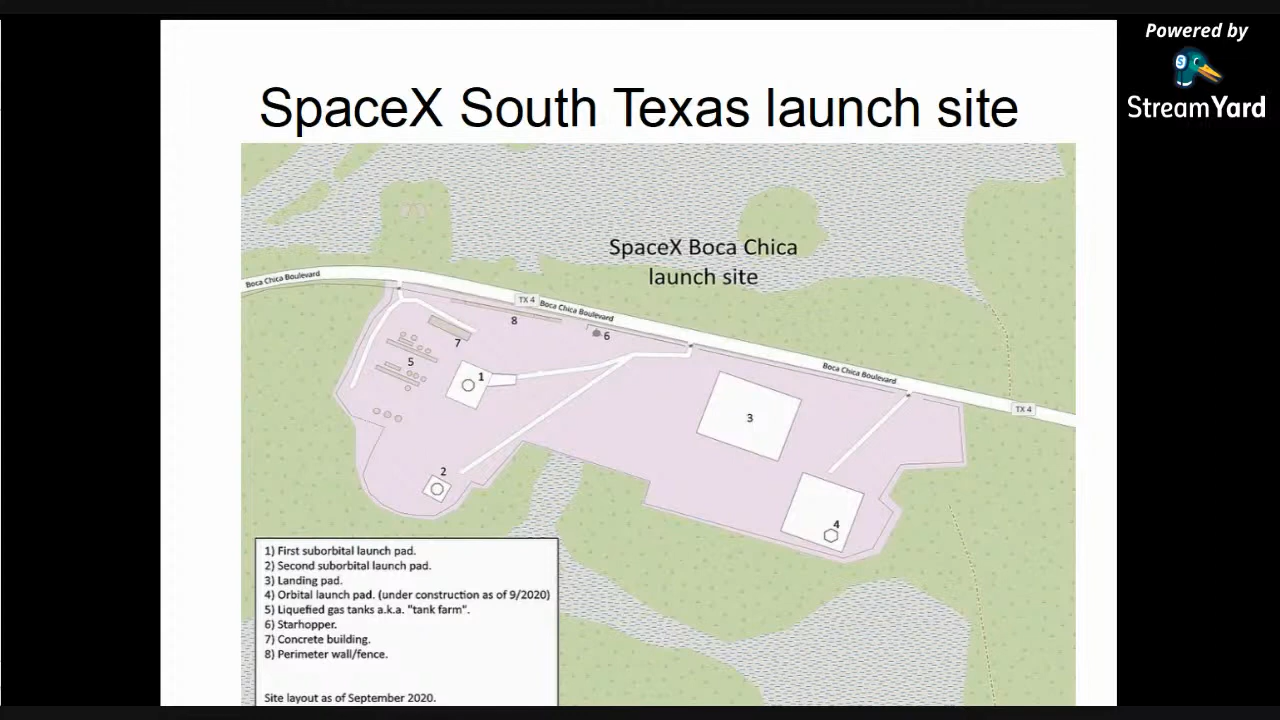 Powered by
StreamYard
SpaceX South Texas launch site
SpaceX Boca Chica
launch site
Boca Chica Boulevard
TX 4
Boca Chica Boulevard
8
6
7
5
1
Boca Chica Boulevard
3
TX 4
2
4
1) First suborbital launch pad.
2) Second suborbital launch pad.
3) Landing pad.
4) Orbital launch pad. (under construction as of 9/2020)
5) Liquefied gas tanks a.k.a. "tank farm".
6) Starhopper.
7) Concrete building.
8) Perimeter wall/fence.
Site layout as of September 2020.